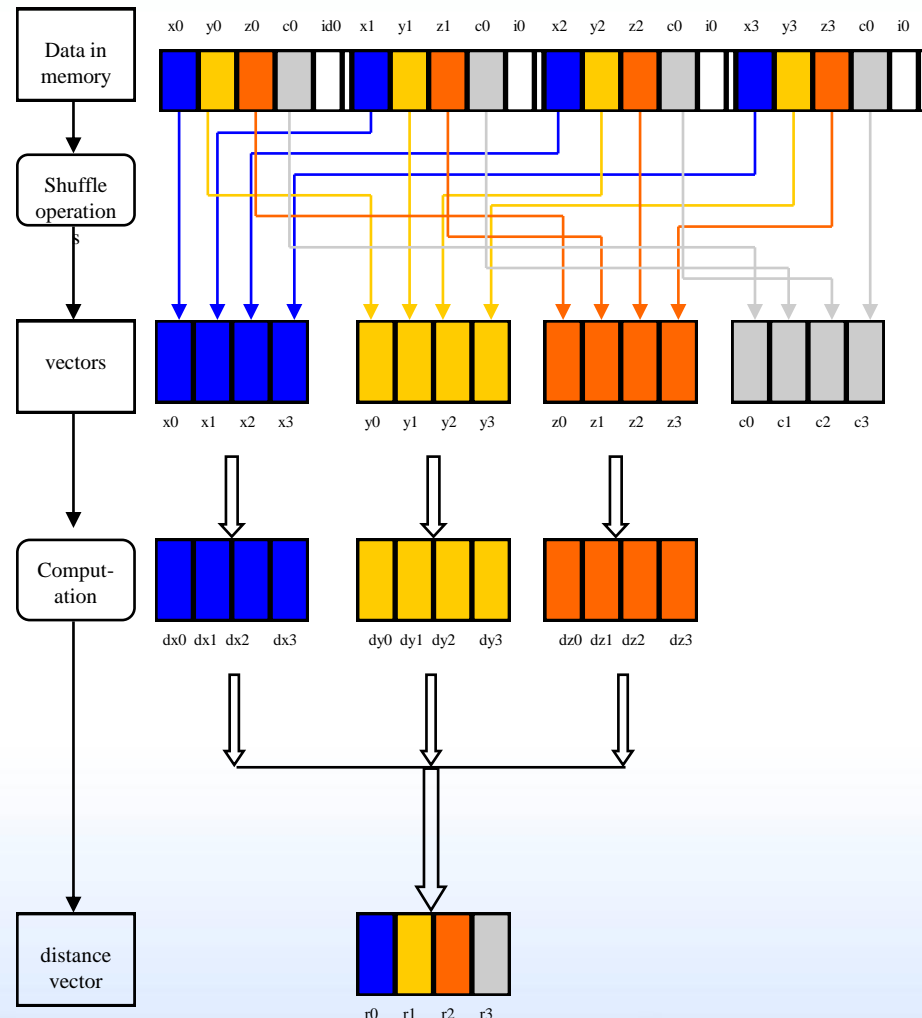 x0 y0 z0 c0 id0 x1 y1 z1 c0 i0 x2 y2 z2 c0 i0 x3 y3 z3 c0 i0
Data in
memory
Shuffle
operation
s
vectors
x0 x1 x2 x3 y0 y1 y2 y3 z0 z1 z2 z3 c0 c1 c2 c3
Comput-
ation
dx0 dx1 dx2 dx3 dy0 dy1 dy2 dy3 dz0 dz1 dz2 dz3
distance
vector
r0 r1 r2 r3